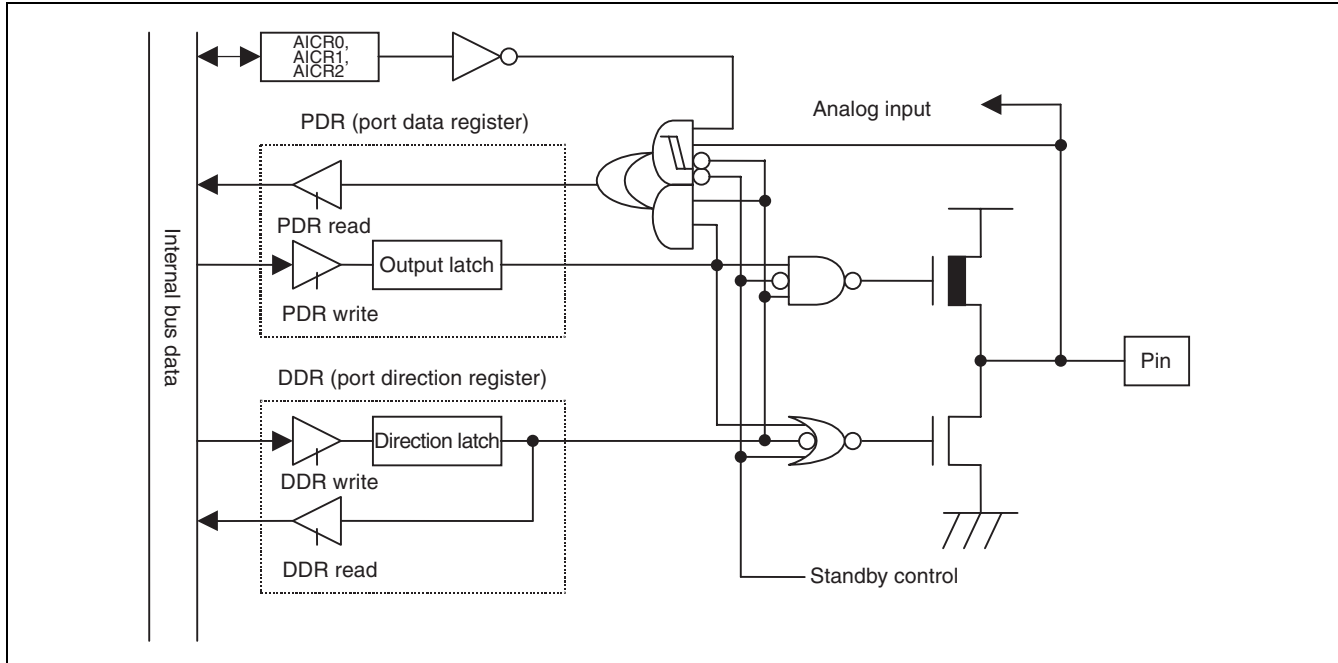 AICR0,
AICR1,
AICR2
Analog input
PDR (port data register)
PDR read
Output latch
PDR write
Internal bus data
Pin
DDR (port direction register)
Direction latch
DDR write
DDR read
Standby control